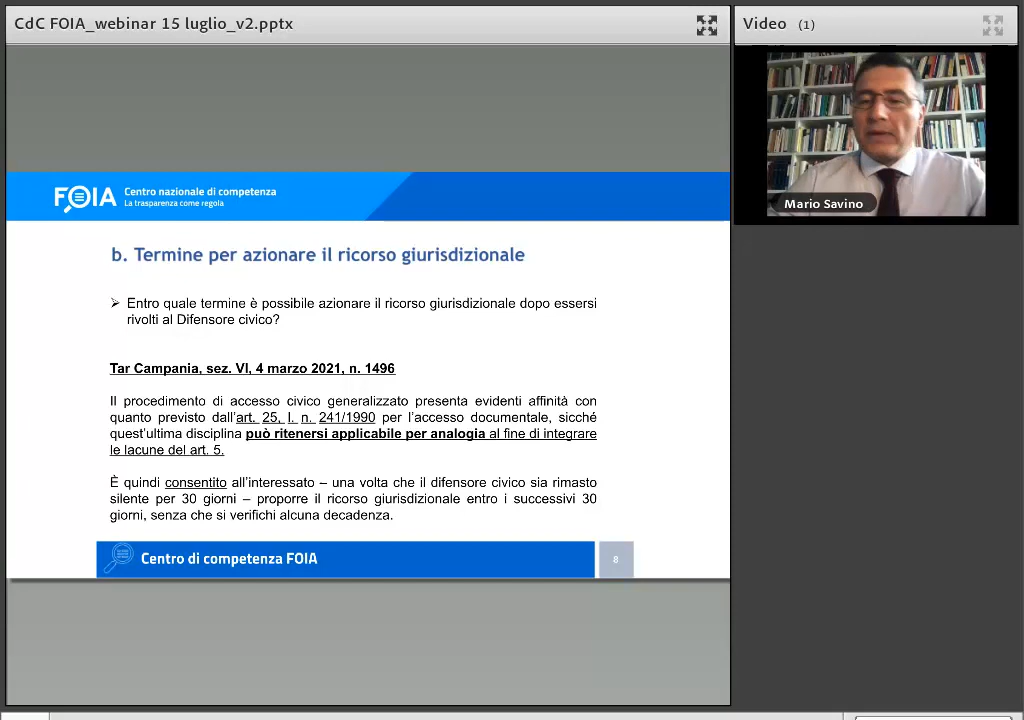 CdC FOIA_webinar 15 luglio_v2.pptx
Video (1)
Mario Savino
FOIA Centro nazionale di competenza
La trasparenza come regola
b. Termine per azionare il ricorso giurisdizionale
➢ Entro quale termine è possibile azionare il ricorso giurisdizionale dopo essersi
rivolti al Difensore civico?
Tar Campania, sez. VI, 4 marzo 2021, n. 1496
Il procedimento di accesso civico generalizzato presenta evidenti affinità con
quanto previsto dall'art. 25, l. n. 241/1990 per l'accesso documentale, sicché
quest'ultima disciplina può ritenersi applicabile per analogia al fine di integrare
le lacune del art. 5.
È quindi consentito all'interessato – una volta che il difensore civico sia rimasto
silente per 30 giorni – proporre il ricorso giurisdizionale entro i successivi 30
giorni, senza che si verifichi alcuna decadenza.
Centro di competenza FOIA
8